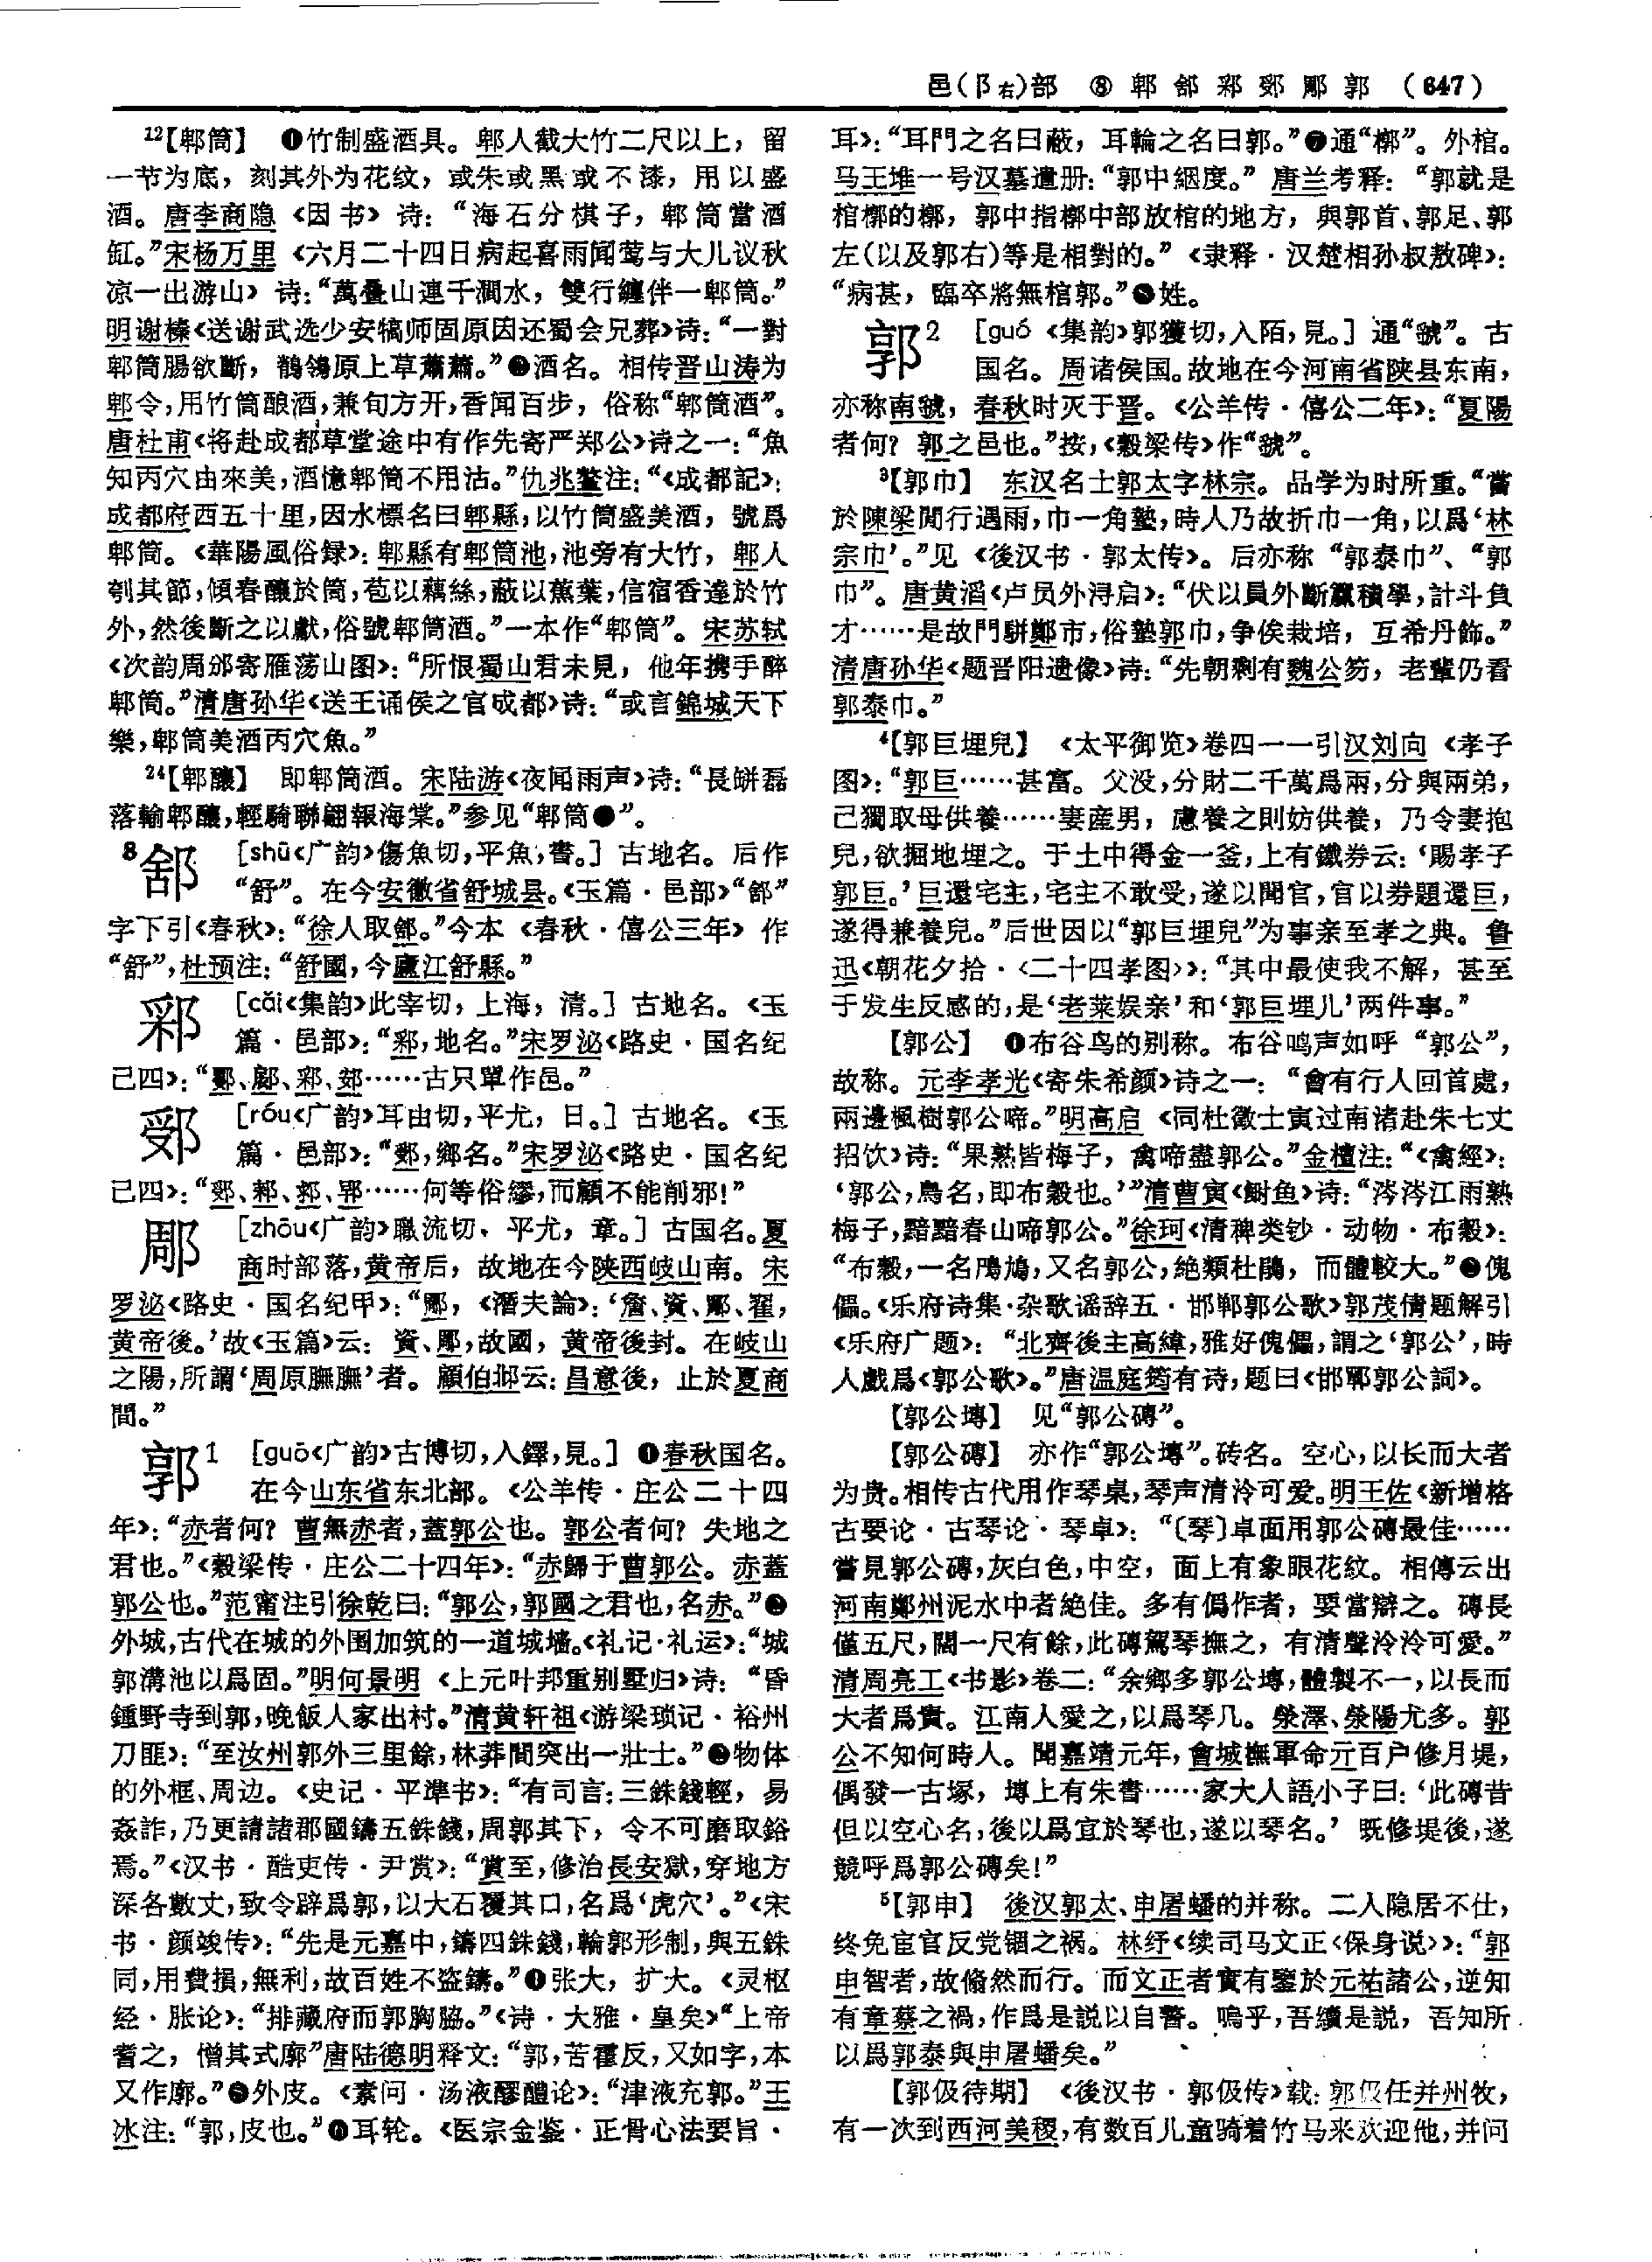 邑(阝右)部 ⑧ 郫 䣄 䣋 𨛶 鄝 郭 (647)
¹²【郫筒】 ❶竹制盛酒具。郫人截大竹二尺以上，留
一节为底，刻其外为花纹，或朱或黑或不漆，用以盛
酒。唐李商隐《因书》诗：“海石分棋子，郫筒當酒
缸。”宋杨万里《六月二十四日病起喜雨闻莺与大儿议秋
凉一出游山》诗：“萬疊山連千澗水，雙行纏伴一郫筒。”
明谢榛《送谢武选少安犒师固原因还蜀会兄葬》诗：“一對
郫筒腸欲斷，鶺鴒原上草蕭蕭。”❷酒名。相传晋山涛为
郫令，用竹筒酿酒，兼旬方开，香闻百步，俗称“郫筒酒”。
唐杜甫《将赴成都草堂途中有作先寄严郑公》诗之一：“魚
知丙穴由來美，酒憶郫筒不用沽。”仇兆鳌注：“《成都記》：
成都府西五十里，因水標名曰郫縣，以竹筒盛美酒，號爲
郫筒。《華陽風俗録》：郫縣有郫筒池，池旁有大竹，郫人
刳其節，傾春釀於筒，苞以藕絲，蔽以蕉葉，信宿香達於竹
外，然後斷之以獻，俗號郫筒酒。”一本作“郫筒”。宋苏轼
《次韵周邠寄雁荡山图》：“所恨蜀山君未見，他年携手醉
郫筒。”清唐孙华《送王诵侯之官成都》诗：“或言錦城天下
樂，郫筒美酒丙穴魚。”
²⁴【郫釀】 即郫筒酒。宋陆游《夜闻雨声》诗：“長缾磊
落輸郫釀，輕騎聯翩報海棠。”参见“郫筒❷”。
⁸䣄 [shū《广韵》傷魚切，平魚，書。] 古地名。后作
“舒”。在今安徽省舒城县。《玉篇·邑部》“䣄”
字下引《春秋》：“徐人取䣄。”今本《春秋·僖公三年》作
“舒”，杜预注：“舒國，今廬江舒縣。”
䣋 [cǎi《集韵》此宰切，上海，清。] 古地名。《玉
篇·邑部》：“䣋，地名。”宋罗泌《路史·国名纪
己四》：“䣋……古只單作邑。”
𨛶 [róu《广韵》耳由切，平尤，日。] 古地名。《玉
篇·邑部》：“𨛶，鄉名。”宋罗泌《路史·国名纪
己四》：“……何等俗繆，而顧不能削邪！”
[zhōu《广韵》職流切，平尤，章。] 古国名。夏
商时部落，黄帝后，故地在今陕西岐山南。宋
罗泌《路史·国名纪甲》：“《潛夫論》：
黄帝後。’故《玉篇》云：故國，黄帝後封。在岐山
之陽，所謂‘周原膴膴’者。顧伯邶云：昌意後，止於夏商
間。”
郭¹ [guō《广韵》古博切，入鐸，見。] ❶春秋国名。
在今山东省东北部。《公羊传·庄公二十四
年》：“赤者何？曹無赤者，蓋郭公也。郭公者何？失地之
君也。”《穀梁传·庄公二十四年》：“赤歸于曹郭公。赤蓋
郭公也。”范甯注引徐乾曰：“郭公，郭國之君也，名赤。”❷
外城，古代在城的外围加筑的一道城墙。《礼记·礼运》：“城
郭溝池以爲固。”明何景明《上元叶邦重别墅归》诗：“昏
鍾野寺到郭，晚飯人家出村。”清黄轩祖《游梁琐记·裕州
刀匪》：“至汝州郭外三里餘，林莽間突出一壯士。”❸物体
的外框、周边。《史记·平準书》：“有司言：三銖錢輕，易
姦詐，乃更請諸郡國鑄五銖錢，周郭其下，令不可磨取鋊
焉。”《汉书·酷吏传·尹赏》：“賞至，修治長安獄，穿地方
深各數丈，致令辟爲郭，以大石覆其口，名爲‘虎穴’。”《宋
书·颜竣传》：“先是元嘉中，鑄四銖錢，輪郭形制，與五銖
同，用費損，無利，故百姓不盜鑄。”❹张大，扩大。《灵枢
经·胀论》：“排藏府而郭胸脇。”《诗·大雅·皇矣》“上帝
耆之，憎其式廓”唐陆德明释文：“郭，苦霍反，又如字，本
又作廓。”❺外皮。《素问·汤液醪醴论》：“津液充郭。”王
冰注：“郭，皮也。”❻耳轮。《医宗金鉴·正骨心法要旨·
耳》：“耳門之名曰蔽，耳輪之名曰郭。”❼通“槨”。外棺。
马王堆一号汉墓遣册：“郭中絪度。”唐兰考释：“郭就是
棺槨的槨，郭中指槨中部放棺的地方，與郭首、郭足、郭
左（以及郭右）等是相對的。”《隶释·汉楚相孙叔敖碑》：
“病甚，臨卒將無棺郭。”❽姓。
郭² [guó《集韵》郭獲切，入陌，見。] 通“虢”。古
国名。周诸侯国。故地在今河南省陕县东南，
亦称南虢，春秋时灭于晋。《公羊传·僖公二年》：“夏陽
者何？郭之邑也。”按，《穀梁传》作“虢”。
³【郭巾】 东汉名士郭太字林宗。品学为时所重。“嘗
於陳梁閒行遇雨，巾一角墊，時人乃故折巾一角，以爲‘林
宗巾’。”见《後汉书·郭太传》。后亦称“郭泰巾”、“郭
巾”。唐黄滔《卢员外浔启》：“伏以員外斷羸積學，計斗負
才……是故門駢鄭市，俗墊郭巾，争俟栽培，互希丹飾。”
清唐孙华《题晋阳遗像》诗：“先朝剩有魏公笏，老輩仍看
郭泰巾。”
⁴【郭巨埋兒】 《太平御览》卷四一一引汉刘向《孝子
图》：“郭巨……甚富。父没，分財二千萬爲兩，分與兩弟，
己獨取母供養……妻産男，慮養之則妨供養，乃令妻抱
兒，欲掘地埋之。于土中得金一釜，上有鐵券云：‘賜孝子
郭巨。’巨還宅主，宅主不敢受，遂以聞官，官以券題還巨，
遂得兼養兒。”后世因以“郭巨埋兒”为事亲至孝之典。鲁
迅《朝花夕拾·〈二十四孝图〉》：“其中最使我不解，甚至
于发生反感的，是‘老莱娱亲’和‘郭巨埋儿’两件事。”
【郭公】 ❶布谷鸟的别称。布谷鸣声如呼“郭公”，
故称。元李孝光《寄朱希颜》诗之一：“會有行人回首處，
兩邊楓樹郭公啼。”明高启《同杜徵士寅过南渚赴朱七丈
招饮》诗：“果熟皆梅子，禽啼盡郭公。”金檀注：“《禽經》：
‘郭公，鳥名，即布穀也。’”清曹寅《鲥鱼》诗：“涔涔江雨熟
梅子，黯黯春山啼郭公。”徐珂《清稗类钞·动物·布穀》：
“布穀，一名鳲鳩，又名郭公，絶類杜鵑，而體較大。”❷傀
儡。《乐府诗集·杂歌谣辞五·邯郸郭公歌》郭茂倩题解引
《乐府广题》：“北齊後主高緯，雅好傀儡，謂之‘郭公’，時
人戲爲《郭公歌》。”唐温庭筠有诗，题曰《邯鄲郭公詞》。
【郭公塼】 见“郭公磚”。
【郭公磚】 亦作“郭公塼”。砖名。空心，以长而大者
为贵。相传古代用作琴桌，琴声清泠可爱。明王佐《新增格
古要论·古琴论·琴卓》：“〔琴〕卓面用郭公磚最佳……
嘗見郭公磚，灰白色，中空，面上有象眼花紋。相傳云出
河南鄭州泥水中者絶佳。多有僞作者，要當辯之。磚長
僅五尺，闊一尺有餘，此磚駕琴撫之，有清聲泠泠可愛。”
清周亮工《书影》卷二：“余鄉多郭公塼，體製不一，以長而
大者爲貴。江南人愛之，以爲琴几。滎澤、滎陽尤多。郭
公不知何時人。聞嘉靖元年，會城撫軍命亓百户修月堤，
偶發一古塚，塼上有朱書……家大人語小子曰：‘此磚昔
但以空心名，後以爲宜於琴也，遂以琴名。’既修堤後，遂
競呼爲郭公磚矣！”
⁵【郭申】 後汉郭太、申屠蟠的并称。二人隐居不仕，
终免宦官反党锢之祸。林纾《续司马文正〈保身说〉》：“郭
申智者，故翛然而行。而文正者實有鑒於元祐諸公，逆知
有章蔡之禍，作爲是説以自警。嗚乎，吾續是説，吾知所
以爲郭泰與申屠蟠矣。”
【郭伋待期】 《後汉书·郭伋传》载：郭伋任并州牧，
有一次到西河美稷，有数百儿童骑着竹马来欢迎他，并问